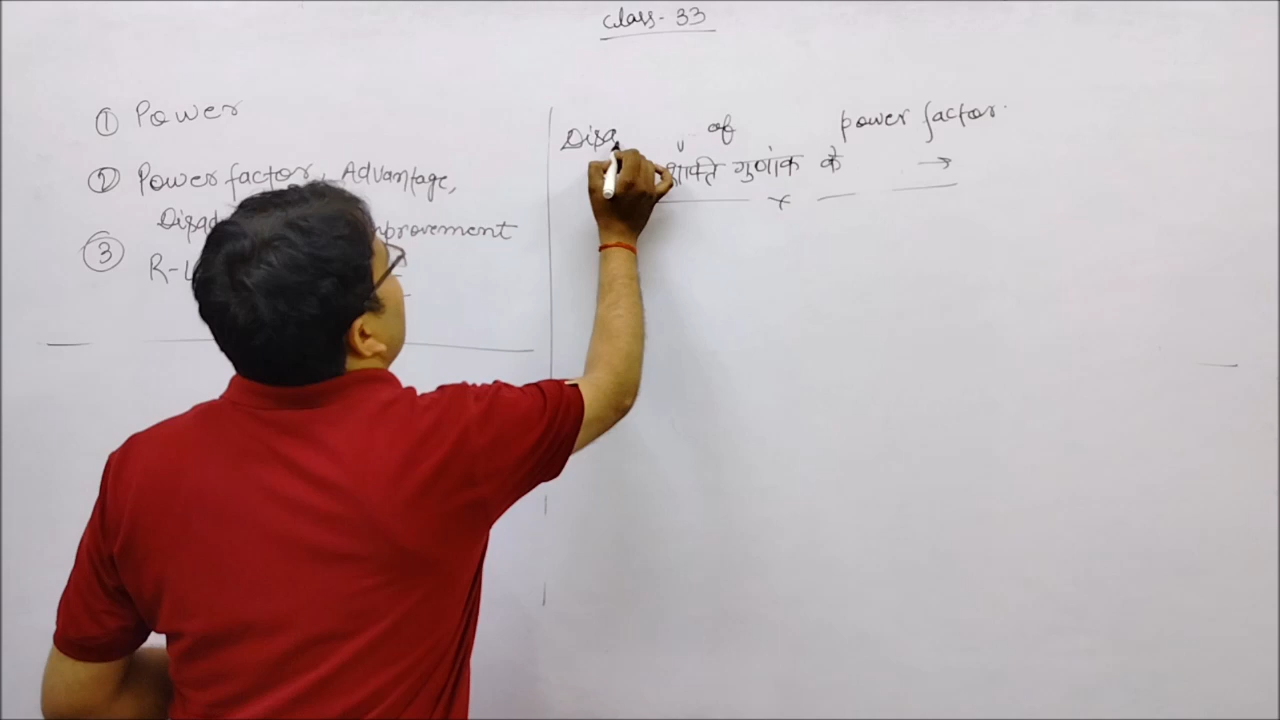 Class - 33
① Power
② Power factor, Advantage,
Disad mprovement
③ R-L
Disa of power factor.
शक्ति गुणांक के →